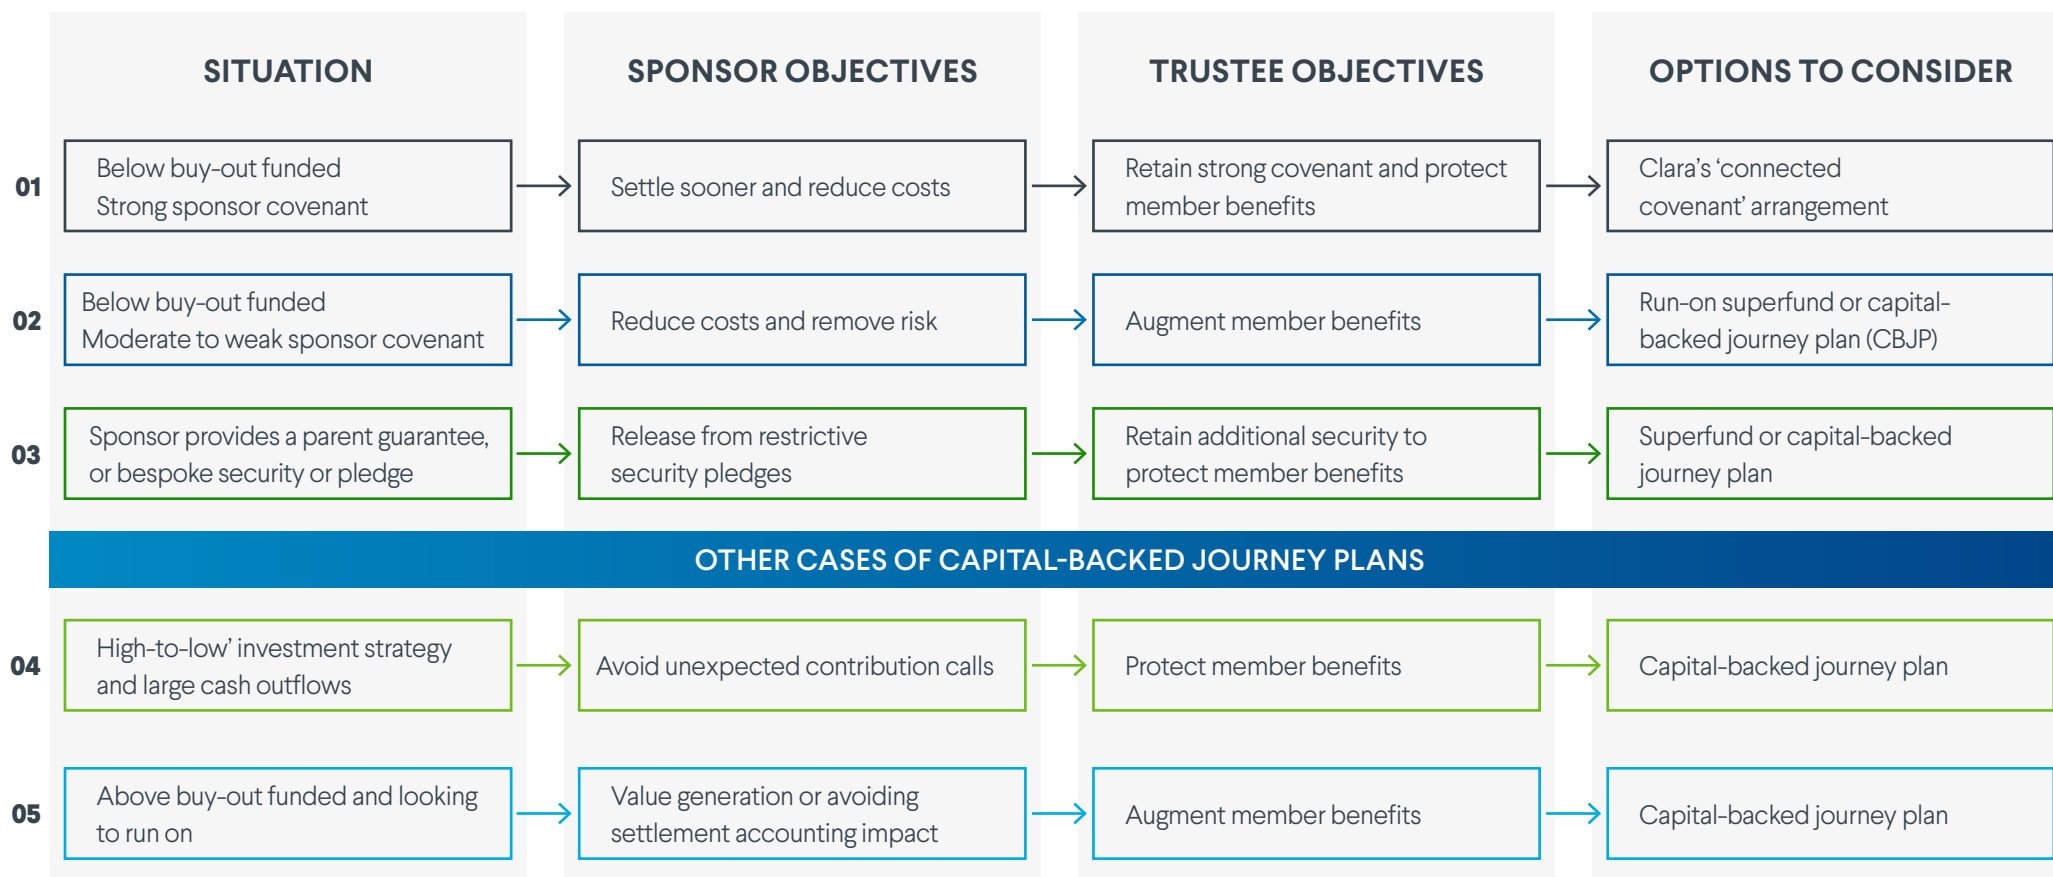 SITUATION
SPONSOR OBJECTIVES
TRUSTEE OBJECTIVES
OPTIONS TO CONSIDER
01
Below buy-out funded
Strong sponsor covenant
Settle sooner and reduce costs
Retain strong covenant and protect
member benefits
Clara’s ‘connected
covenant’ arrangement
02
Below buy-out funded
Moderate to weak sponsor covenant
Reduce costs and remove risk
Augment member benefits
Run-on superfund or capital-
backed journey plan (CBJP)
03
Sponsor provides a parent guarantee,
or bespoke security or pledge
Release from restrictive
security pledges
Retain additional security to
protect member benefits
Superfund or capital-backed
journey plan
OTHER CASES OF CAPITAL-BACKED JOURNEY PLANS
04
High-to-low’ investment strategy
and large cash outflows
Avoid unexpected contribution calls
Protect member benefits
Capital-backed journey plan
05
Above buy-out funded and looking
to run on
Value generation or avoiding
settlement accounting impact
Augment member benefits
Capital-backed journey plan